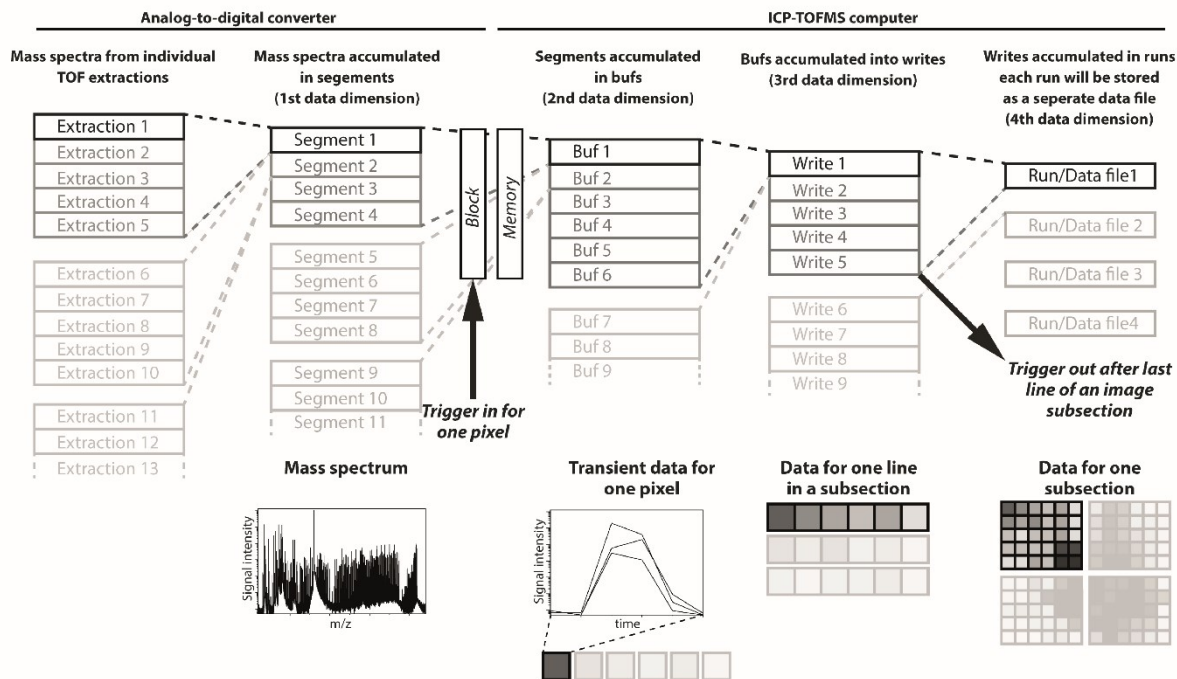 Analog-to-digital converter
ICP-TOFMS computer
Mass spectra from individual
TOF extractions
Mass spectra accumulated
in segements
(1st data dimension)
Segments accumulated
in bufs
(2nd data dimension)
Bufs accumulated into writes
(3rd data dimension)
Writes accumulated in runs
each run will be stored
as a seperate data file
(4th data dimension)
Extraction 1
Extraction 2
Extraction 3
Extraction 4
Extraction 5
Extraction 6
Extraction 7
Extraction 8
Extraction 9
Extraction 10
Extraction 11
Extraction 12
Extraction 13
Segment 1
Segment 2
Segment 3
Segment 4
Segment 5
Segment 6
Segment 7
Segment 8
Segment 9
Segment 10
Segment 11
Block
Memory
Trigger in for
one pixel
Buf 1
Buf 2
Buf 3
Buf 4
Buf 5
Buf 6
Buf 7
Buf 8
Buf 9
Write 1
Write 2
Write 3
Write 4
Write 5
Write 6
Write 7
Write 8
Write 9
Run/Data file1
Run/Data file 2
Run/Data file 3
Run/Data file4
Trigger out after last
line of an image
subsection
Mass spectrum
Signal intensity
m/z
Transient data for
one pixel
Signal intensity
time
Data for one line
in a subsection
Data for one
subsection